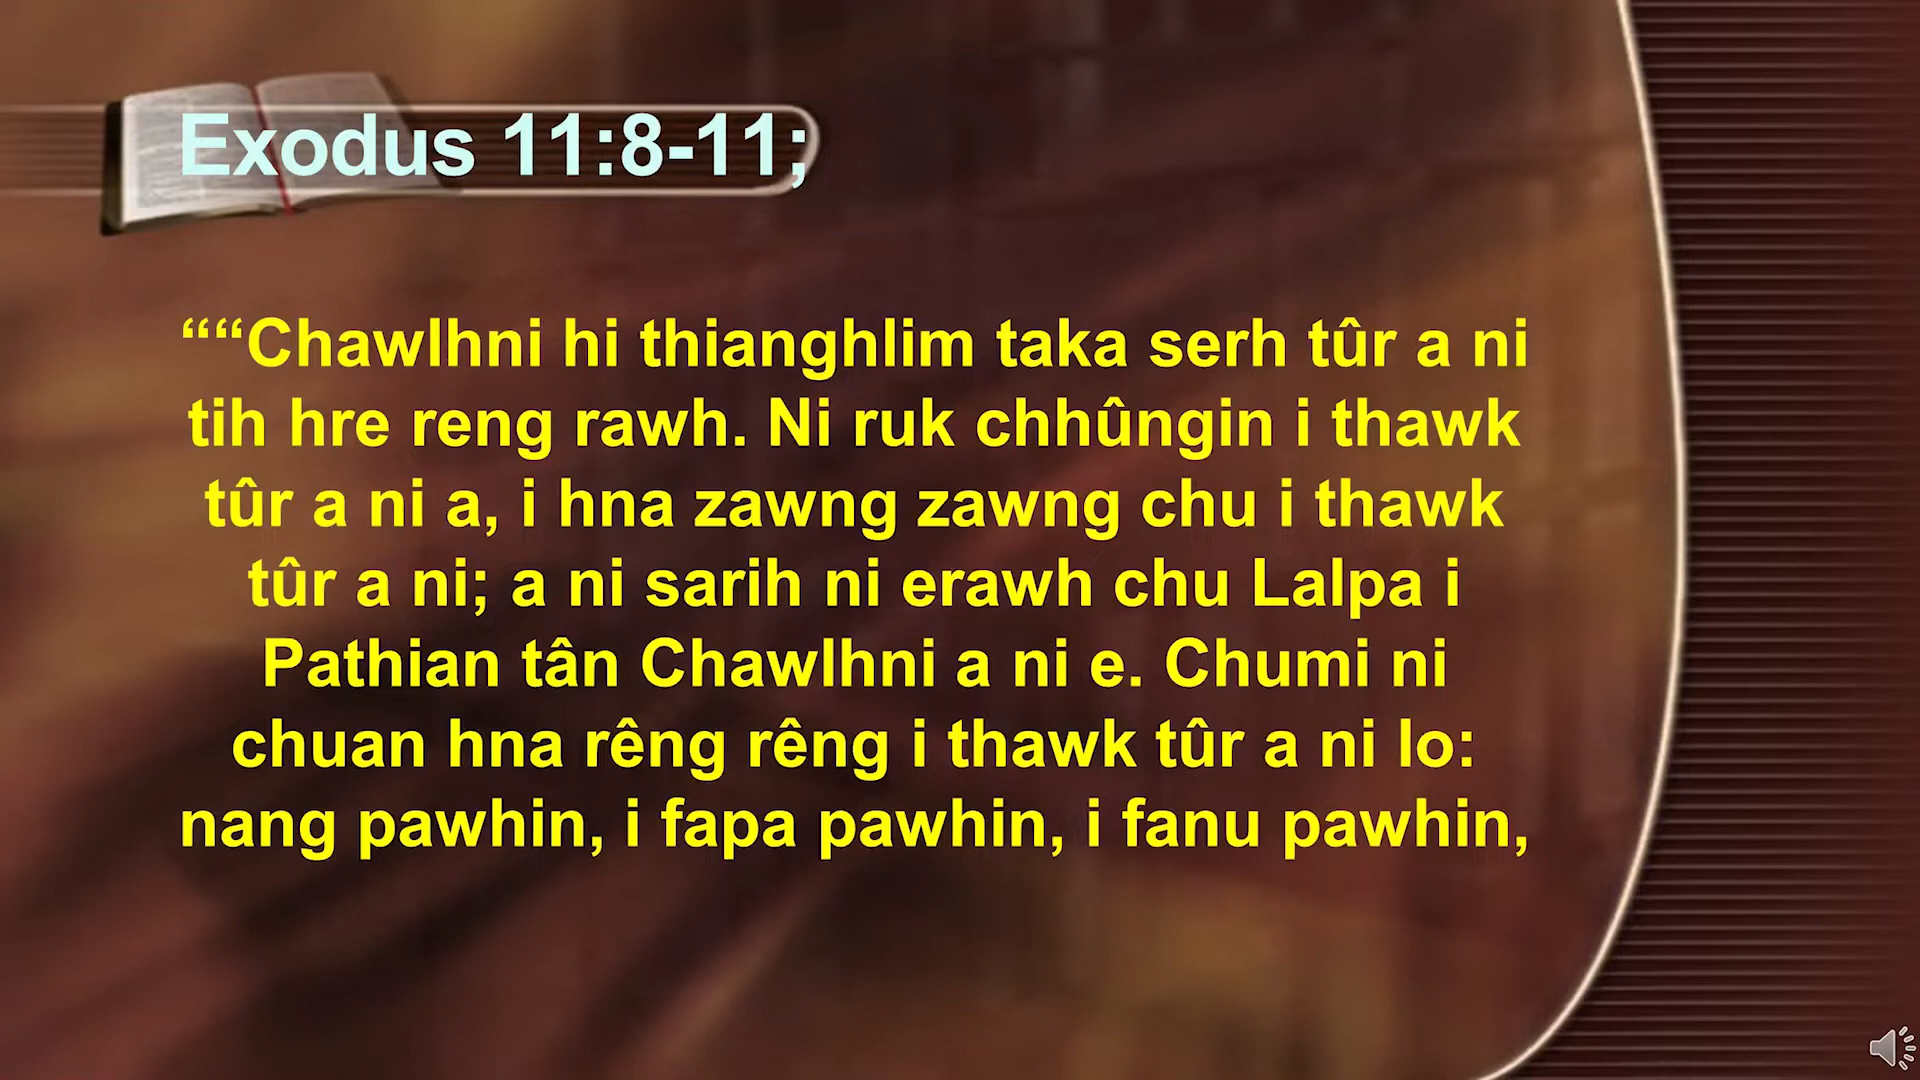 Exodus 11:8-11;
““Chawlhni hi thianghlim taka serh tûr a ni
tih hre reng rawh. Ni ruk chhûngin i thawk
tûr a ni a, i hna zawng zawng chu i thawk
tûr a ni; a ni sarih ni erawh chu Lalpa i
Pathian tân Chawlhni a ni e. Chumi ni
chuan hna rêng rêng i thawk tûr a ni lo:
nang pawhin, i fapa pawhin, i fanu pawhin,